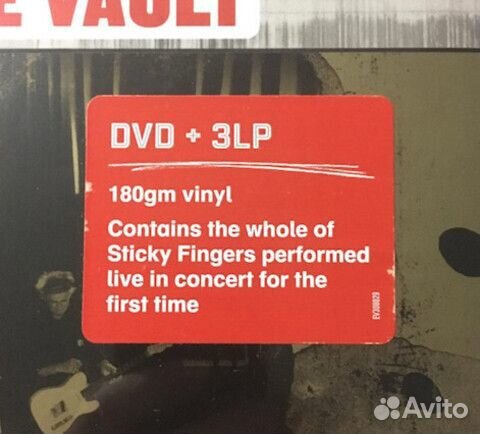 E VAULT
DVD + 3LP
180gm vinyl
Contains the whole of
Sticky Fingers performed
live in concert for the
first time
EV308829
Avito